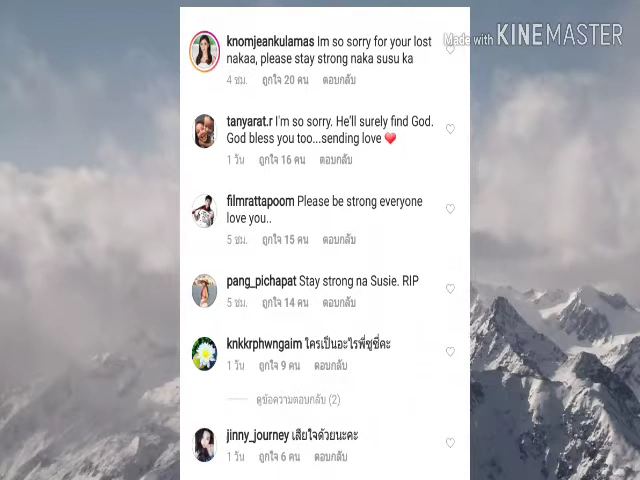 Made with KINEMASTER
knomjeankulamas Im so sorry for your lost
nakaa, please stay strong naka susu ka
4 ชม. ถูกใจ 20 คน ตอบกลับ
tanyarat.r I'm so sorry. He'll surely find God.
God bless you too...sending love ❤
1 วัน ถูกใจ 16 คน ตอบกลับ
filmrattapoom Please be strong everyone
love you..
5 ชม. ถูกใจ 15 คน ตอบกลับ
pang_pichapat Stay strong na Susie. RIP
5 ชม. ถูกใจ 14 คน ตอบกลับ
knkkrphwngaim ใครเป็นอะไรพี่ซูซี่คะ
1 วัน ถูกใจ 9 คน ตอบกลับ
ดูข้อความตอบกลับ (2)
jinny_journey เสียใจด้วยนะคะ
1 วัน ถูกใจ 6 คน ตอบกลับ